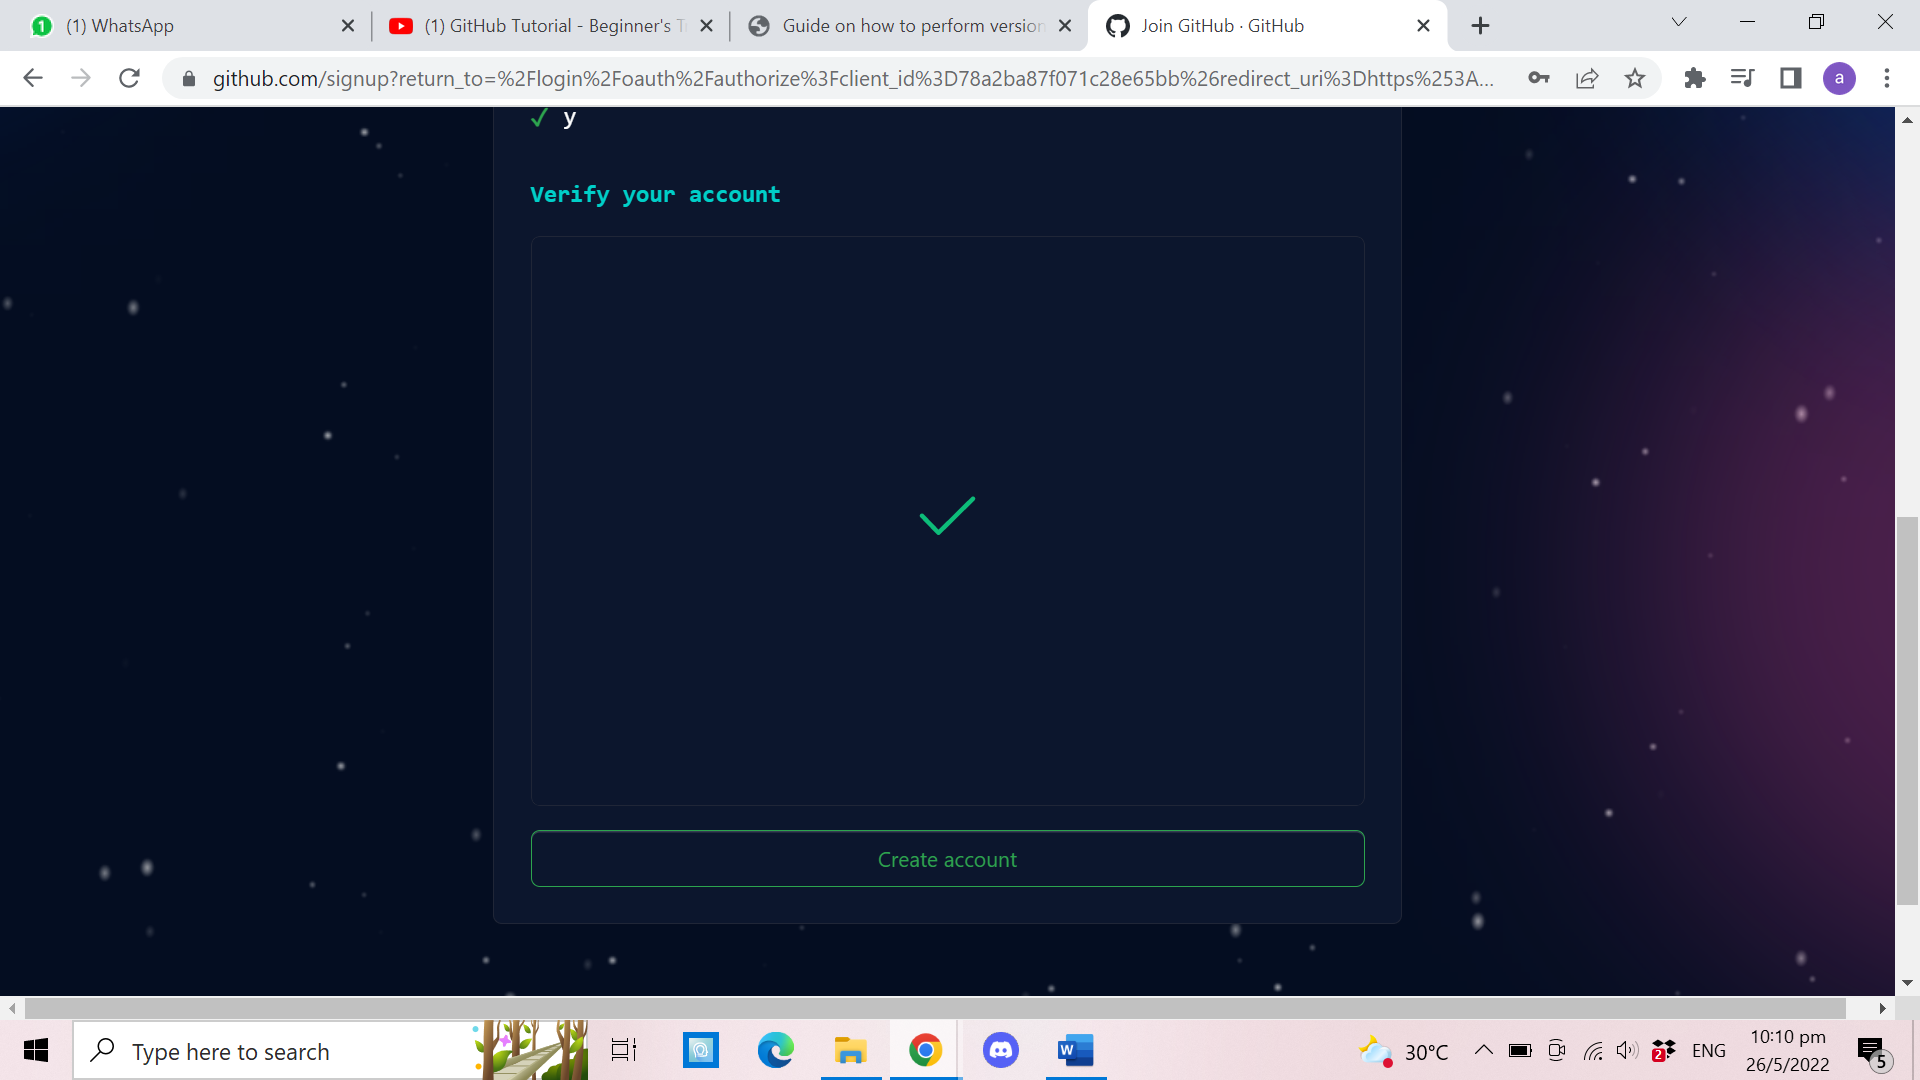 (1) WhatsApp
(1) GitHub Tutorial - Beginner's T
Guide on how to perform version
Join GitHub · GitHub
github.com/signup?return_to=%2Flogin%2Foauth%2Fauthorize%3Fclient_id%3D78a2ba87f071c28e65bb%26redirect_uri%3Dhttps%253A...
a
✓ y
Verify your account
Create account
Type here to search
30°C
ENG
10:10 pm
26/5/2022
5